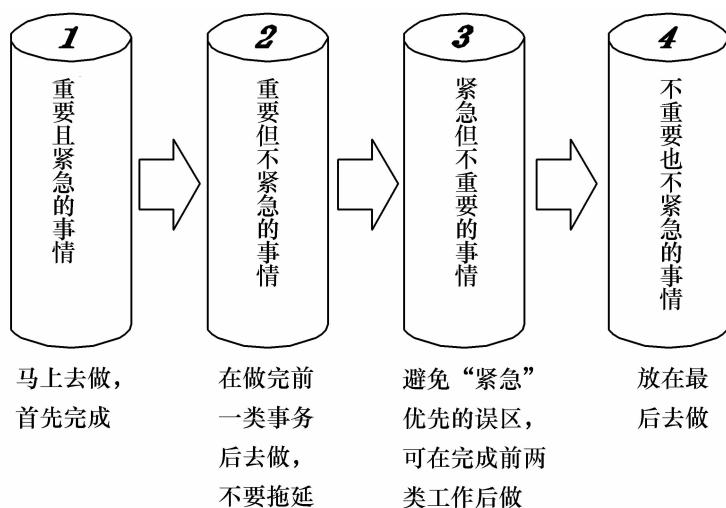 1
重要且紧急的事情
马上去做，
首先完成
2
重要但不紧急的事情
在做完前
一类事务
后去做，
不要拖延
3
紧急但不重要的事情
避免“紧急”
优先的误区，
可在完成前两
类工作后做
4
不重要也不紧急的事情
放在最
后去做